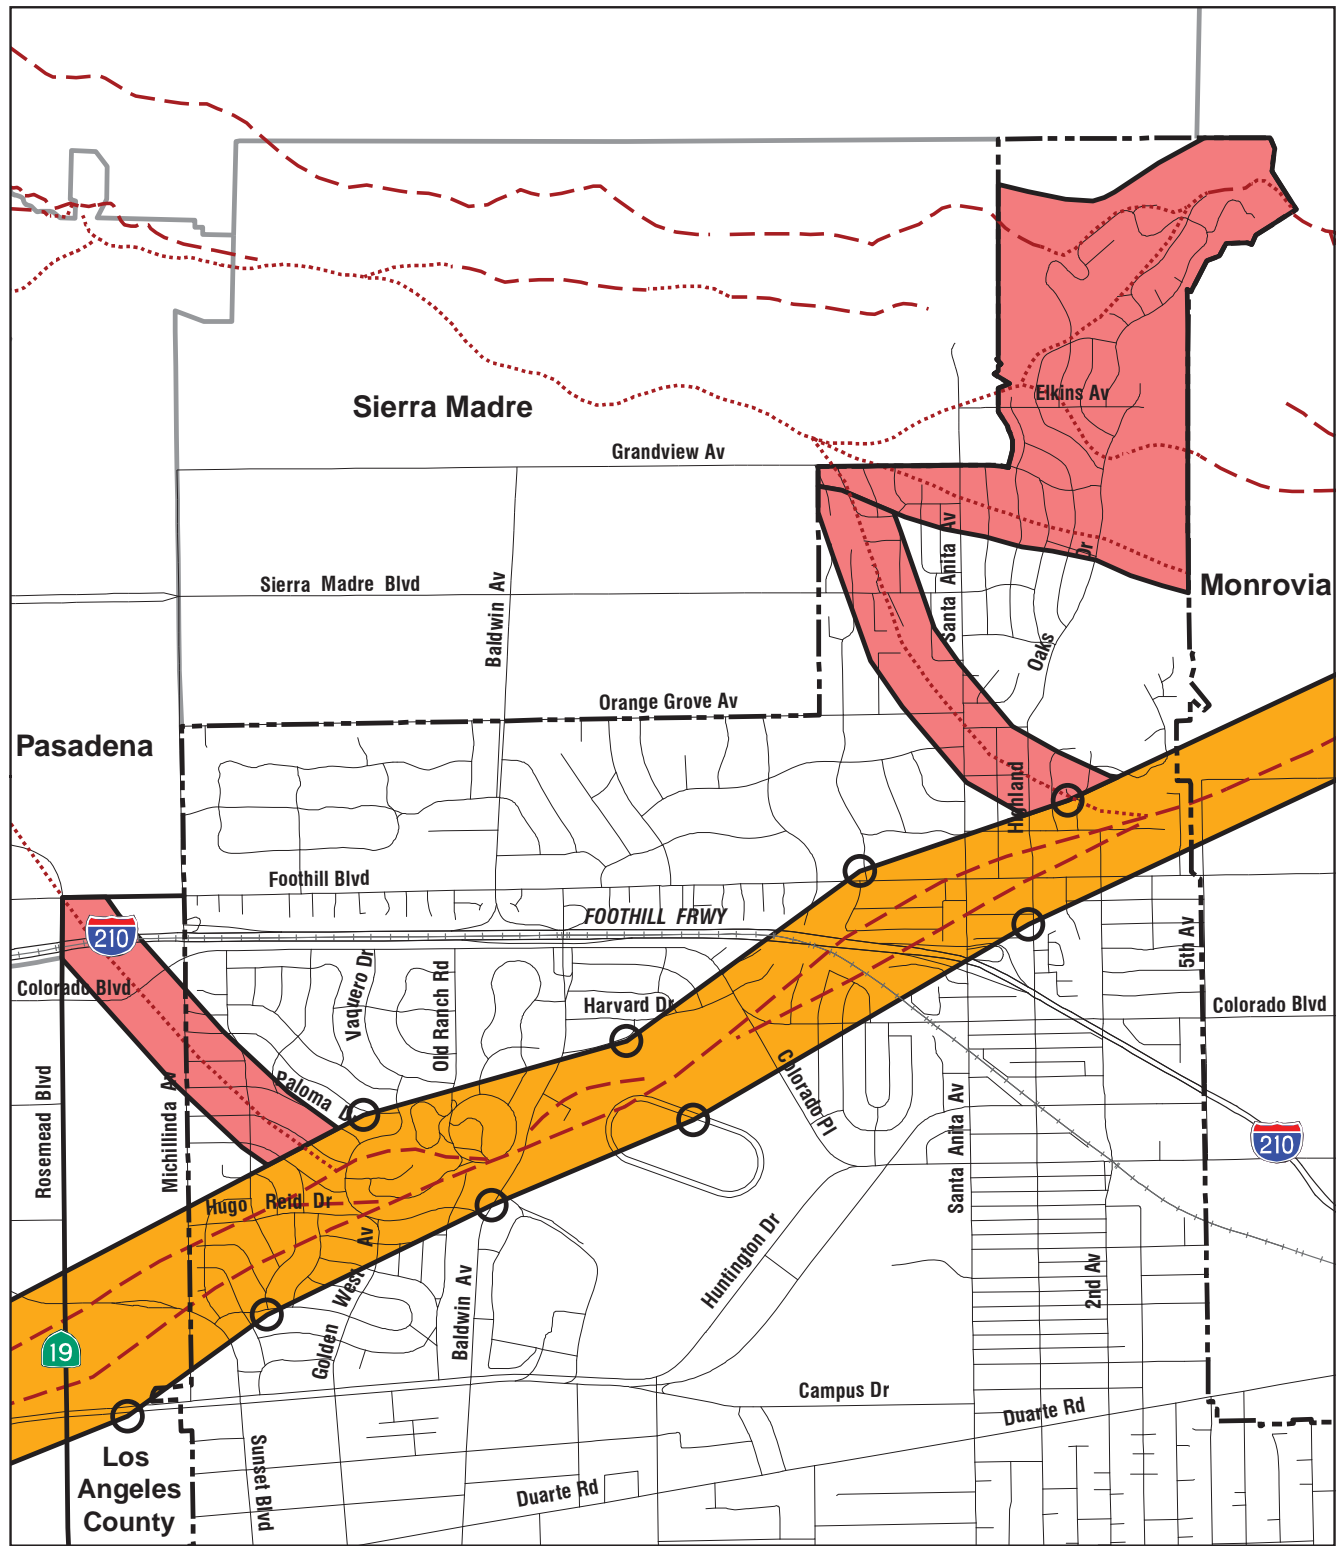 Elkins Av
Sierra Madre
Grandview Av
Santa Anita Av
Dr
Sierra Madre Blvd
Baldwin Av
Monrovia
Oaks
Orange Grove Av
Pasadena
Highland
Foothill Blvd
FOOTHILL FRWY
210
5th Av
Colorado Blvd
Vaquero Dr
Old Ranch Rd
Harvard Dr
Colorado Blvd
Rosemead Blvd
Michillinda Av
Paloma Dr
Colorado Pl
Santa Anita Av
210
Hugo Reid Dr
Golden West Av
Baldwin Av
Huntington Dr
2nd Av
19
Campus Dr
Duarte Rd
Los
Angeles
County
Sunset Blvd
Duarte Rd